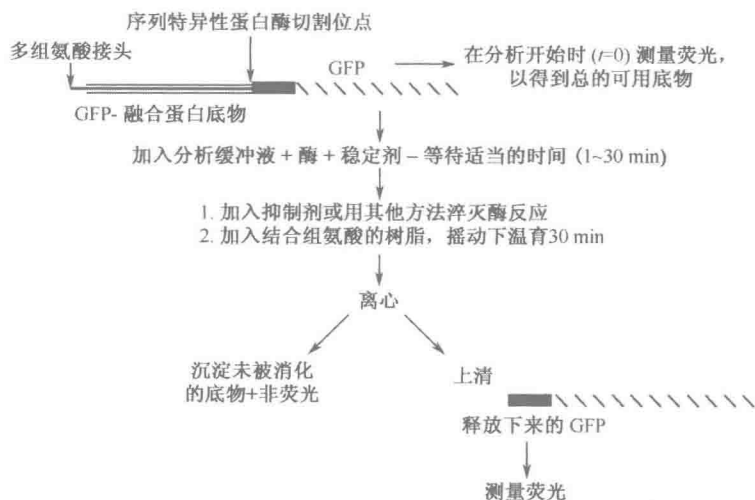 序列特异性蛋白酶切割位点
多组氨酸接头
GFP
在分析开始时 (t=0) 测量荧光，
以得到总的可用底物
GFP- 融合蛋白底物
加入分析缓冲液 + 酶 + 稳定剂 – 等待适当的时间 (1~30 min)
1. 加入抑制剂或用其他方法淬灭酶反应
2. 加入结合组氨酸的树脂，摇动下温育30 min
离心
沉淀未被消化
的底物+非荧光
上清
释放下来的 GFP
测量荧光